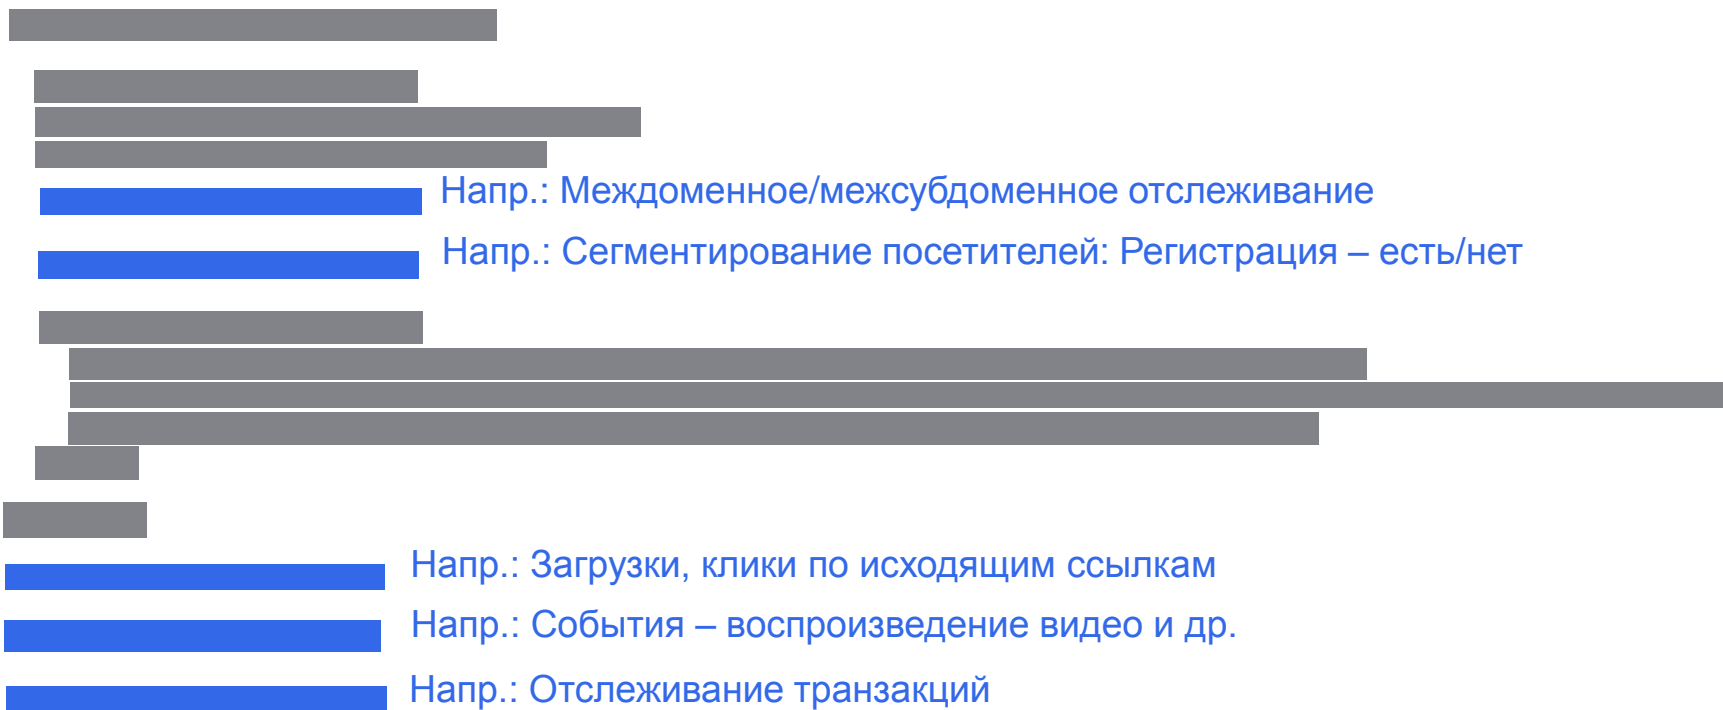 Напр.: Междоменное/межсубдоменное отслеживание
Напр.: Сегментирование посетителей: Регистрация – есть/нет
Напр.: Загрузки, клики по исходящим ссылкам
Напр.: События – воспроизведение видео и др.
Напр.: Отслеживание транзакций